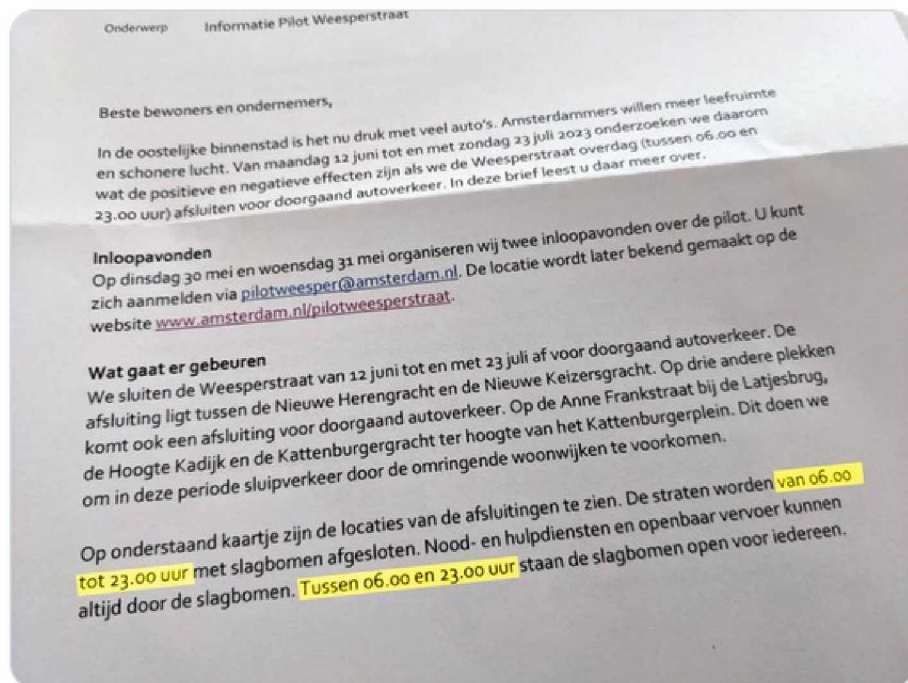 Onderwerp Informatie Pilot Weesperstraat
Beste bewoners en ondernemers,
In de oostelijke binnenstad is het nu druk met veel auto's. Amsterdammers willen meer leefruimte
en schonere lucht. Van maandag 12 juni tot en met zondag 23 juli 2023 onderzoeken we daarom
wat de positieve en negatieve effecten zijn als we de Weesperstraat overdag (tussen 06.00 en
23.00 uur) afsluiten voor doorgaand autoverkeer. In deze brief leest u daar meer over.
Inloopavonden
Op dinsdag 30 mei en woensdag 31 mei organiseren wij twee inloopavonden over de pilot. U kunt
zich aanmelden via pilotweesper@amsterdam.nl. De locatie wordt later bekend gemaakt op de
website www.amsterdam.nl/pilotweesperstraat.
Wat gaat er gebeuren
We sluiten de Weesperstraat van 12 juni tot en met 23 juli af voor doorgaand autoverkeer. De
afsluiting ligt tussen de Nieuwe Herengracht en de Nieuwe Keizersgracht. Op drie andere plekken
komt ook een afsluiting voor doorgaand autoverkeer. Op de Anne Frankstraat bij de Latjesbrug,
de Hoogte Kadijk en de Kattenburgergracht ter hoogte van het Kattenburgerplein. Dit doen we
om in deze periode sluipverkeer door de omringende woonwijken te voorkomen.
Op onderstaand kaartje zijn de locaties van de afsluitingen te zien. De straten worden van 06.00
tot 23.00 uur met slagbomen afgesloten. Nood- en hulpdiensten en openbaar vervoer kunnen
altijd door de slagbomen. Tussen 06.00 en 23.00 uur staan de slagbomen open voor iedereen.